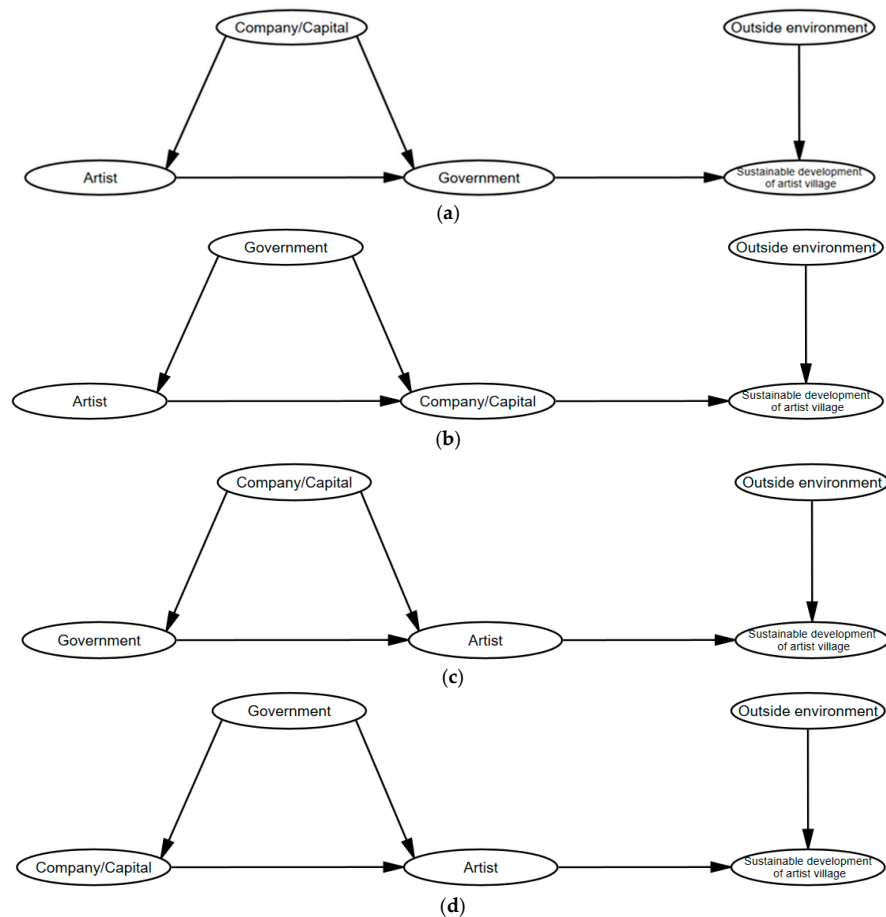 Company/Capital
Outside environment
Artist
Government
Sustainable development
of artist village
(a)
Government
Outside environment
Artist
Company/Capital
Sustainable development
of artist village
(b)
Company/Capital
Outside environment
Government
Artist
Sustainable development
of artist village
(c)
Government
Outside environment
Company/Capital
Artist
Sustainable development
of artist village
(d)